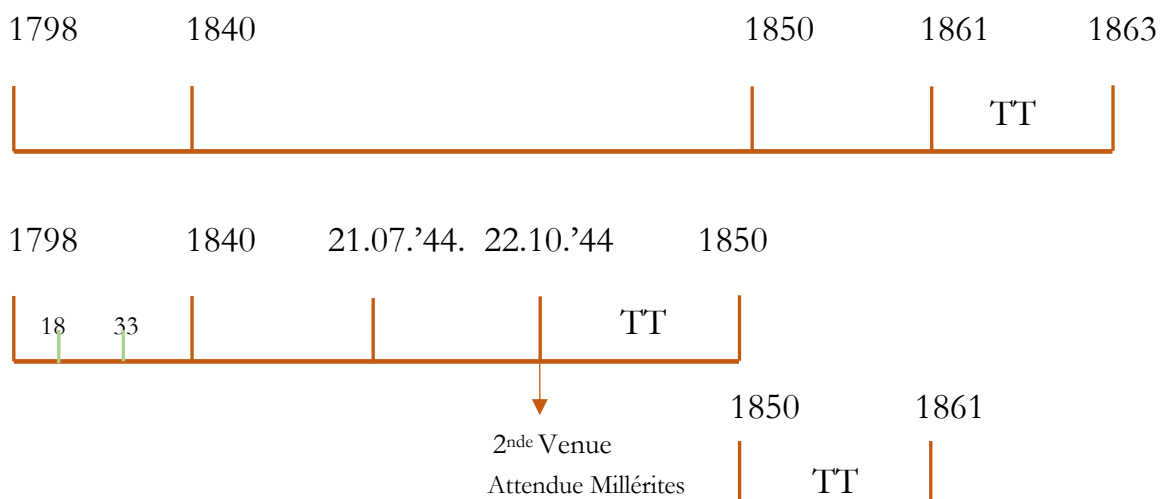 1798 1840 1850 1861 1863
TT
1798 1840 21.07.’44. 22.10.’44 1850
18 33 TT
1850 1861
2nde Venue
Attendue Millérites TT